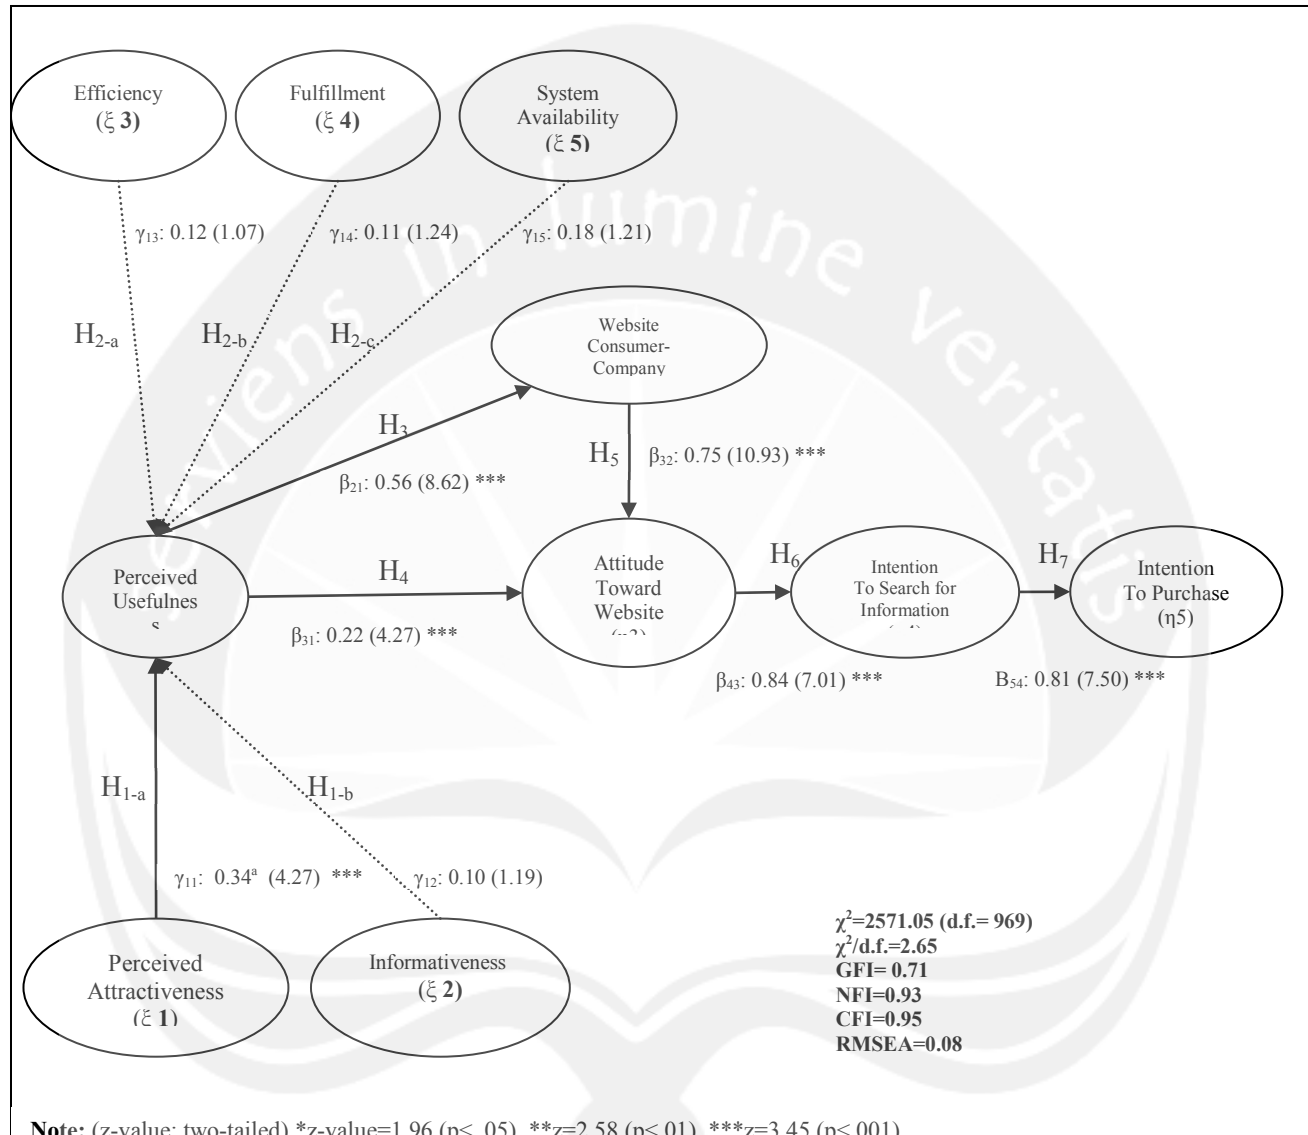 Efficiency
(ξ 3)
Fulfillment
(ξ 4)
System
Availability
(ξ 5)
γ13: 0.12 (1.07)
γ14: 0.11 (1.24)
γ15: 0.18 (1.21)
serviens in lumine veritatis
H2-a
H2-b
H2-c
Website
Consumer-
Company
H3
β21: 0.56 (8.62) ***
H5
β32: 0.75 (10.93) ***
Perceived
Usefulnes
s
H4
β31: 0.22 (4.27) ***
Attitude
Toward
Website
(η3)
H6
β43: 0.84 (7.01) ***
Intention
To Search for
Information
H7
B54: 0.81 (7.50) ***
Intention
To Purchase
(η5)
H1-a
H1-b
γ11: 0.34ª (4.27) ***
γ12: 0.10 (1.19)
Perceived
Attractiveness
(ξ 1)
Informativeness
(ξ 2)
χ²=2571.05 (d.f.= 969)
χ²/d.f.=2.65
GFI= 0.71
NFI=0.93
CFI=0.95
RMSEA=0.08
Note: (z-value; two-tailed) *z-value=1.96 (p< .05), **z=2.58 (p<.01), ***z=3.45 (p<.001)